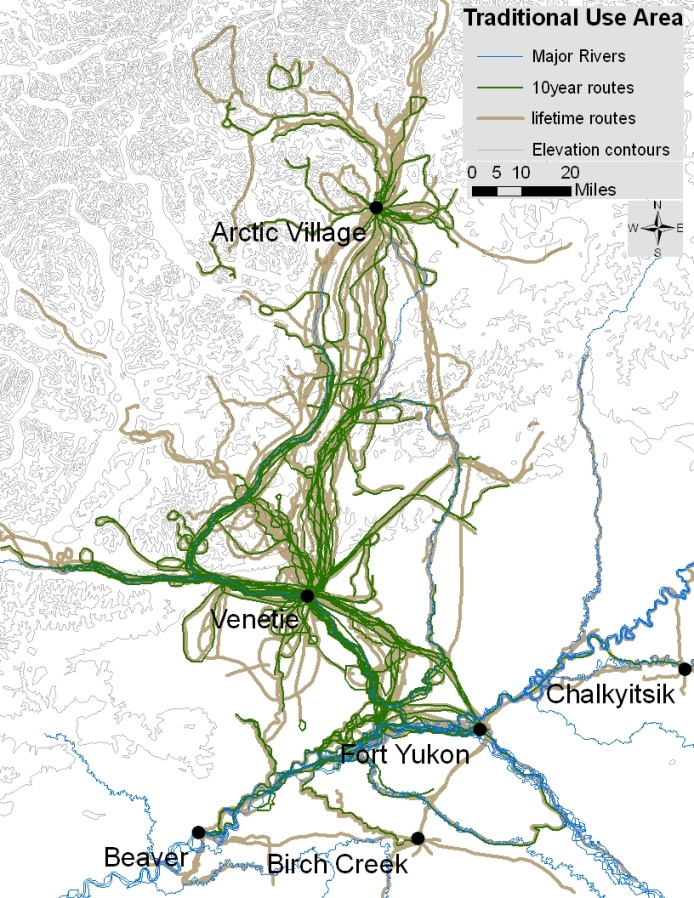 Traditional Use Area
Major Rivers
10year routes
lifetime routes
Elevation contours
0 5 10 20
Miles
N
W E
S
Arctic Village
Venetie
Chalkyitsik
Fort Yukon
Beaver
Birch Creek